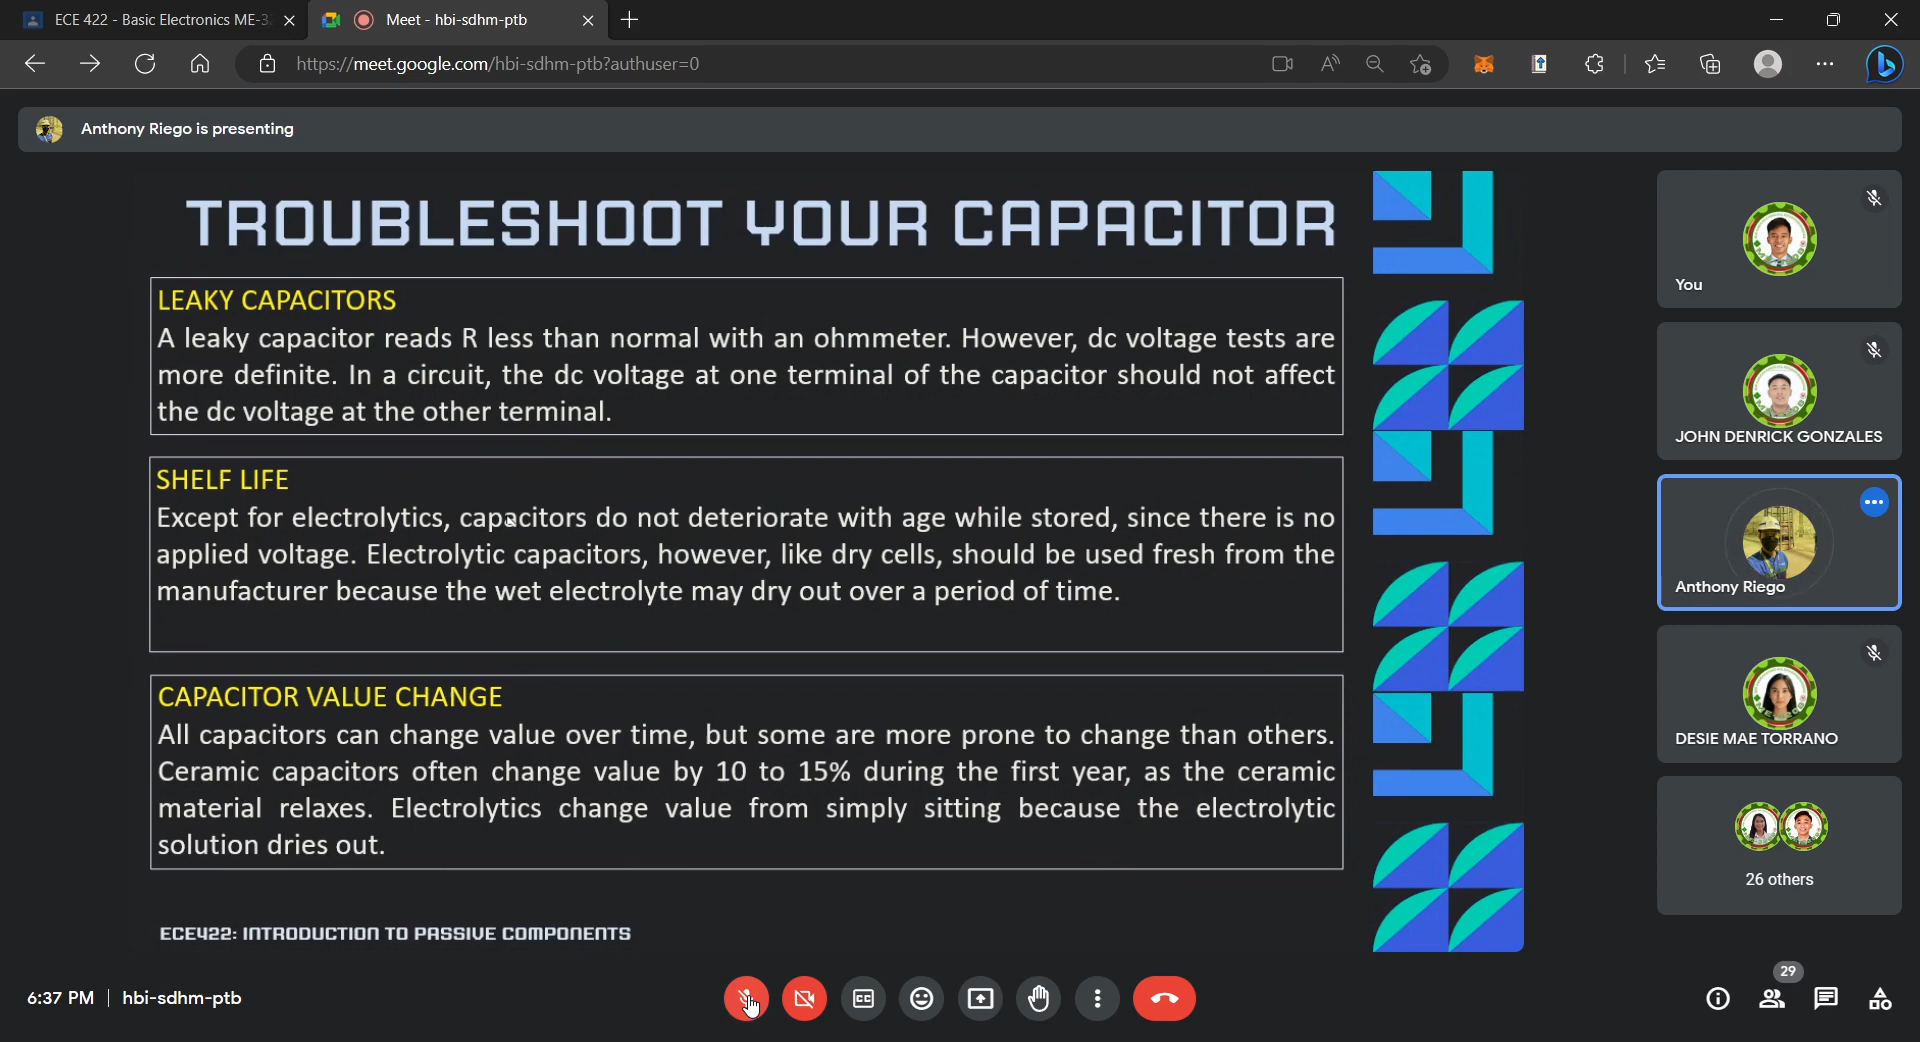 ECE 422 - Basic Electronics ME-3
Meet - hbi-sdhm-ptb
https://meet.google.com/hbi-sdhm-ptb?authuser=0
Anthony Riego is presenting
TROUBLESHOOT YOUR CAPACITOR
LEAKY CAPACITORS
A leaky capacitor reads R less than normal with an ohmmeter. However, dc voltage tests are
more definite. In a circuit, the dc voltage at one terminal of the capacitor should not affect
the dc voltage at the other terminal.
SHELF LIFE
Except for electrolytics, capacitors do not deteriorate with age while stored, since there is no
applied voltage. Electrolytic capacitors, however, like dry cells, should be used fresh from the
manufacturer because the wet electrolyte may dry out over a period of time.
CAPACITOR VALUE CHANGE
All capacitors can change value over time, but some are more prone to change than others.
Ceramic capacitors often change value by 10 to 15% during the first year, as the ceramic
material relaxes. Electrolytics change value from simply sitting because the electrolytic
solution dries out.
ECE422: INTRODUCTION TO PASSIVE COMPONENTS
You
JOHN DENRICK GONZALES
Anthony Riego
DESIE MAE TORRANO
26 others
6:37 PM | hbi-sdhm-ptb
CC
29